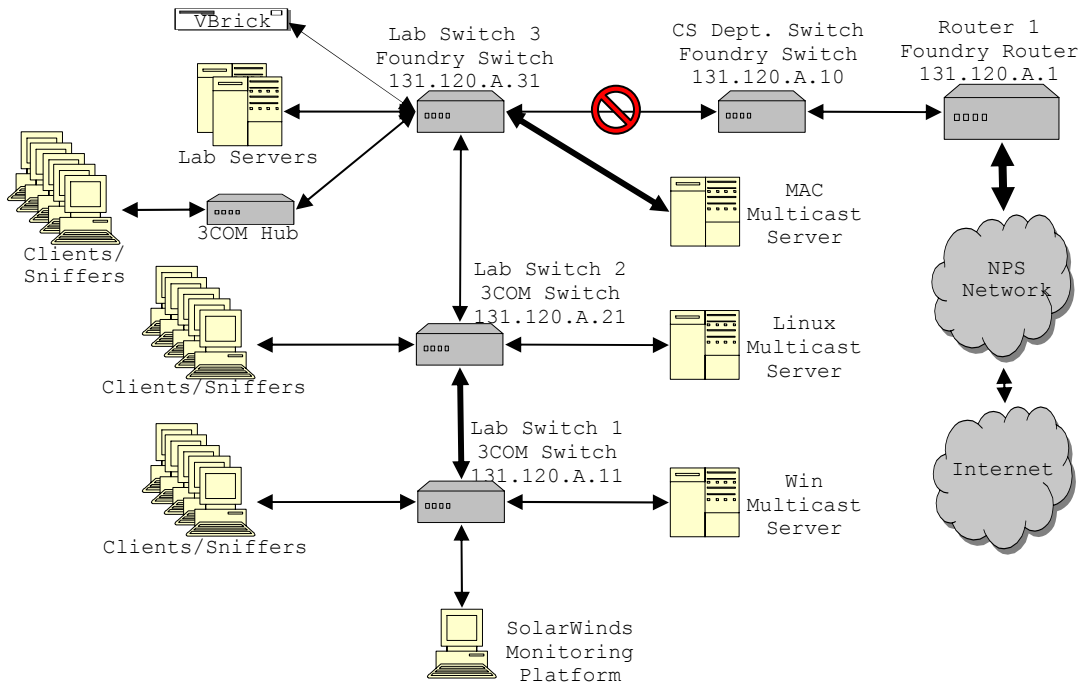 VBrick
Lab Switch 3
Foundry Switch
131.120.A.31
CS Dept. Switch
Foundry Switch
131.120.A.10
Router 1
Foundry Router
131.120.A.1
Lab Servers
3COM Hub
Clients/
Sniffers
MAC
Multicast
Server
NPS
Network
Lab Switch 2
3COM Switch
131.120.A.21
Linux
Multicast
Server
Clients/Sniffers
Lab Switch 1
3COM Switch
131.120.A.11
Win
Multicast
Server
Internet
Clients/Sniffers
SolarWinds
Monitoring
Platform